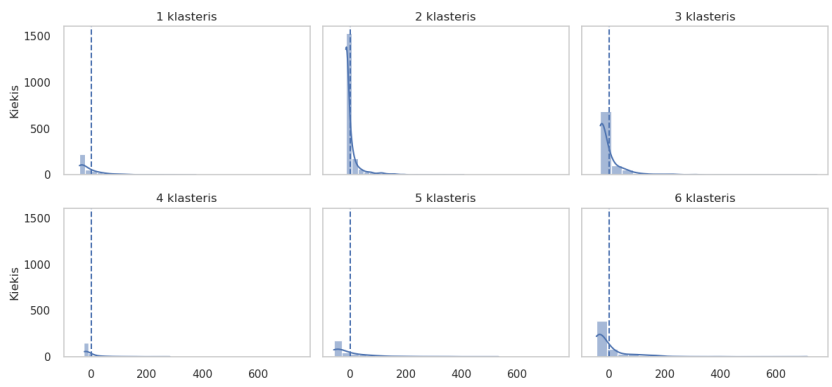 1 klasteris
2 klasteris
3 klasteris
1500
1000
500
0
Kiekis
4 klasteris
5 klasteris
6 klasteris
1500
1000
500
0
Kiekis
0 200 400 600
0 200 400 600
0 200 400 600